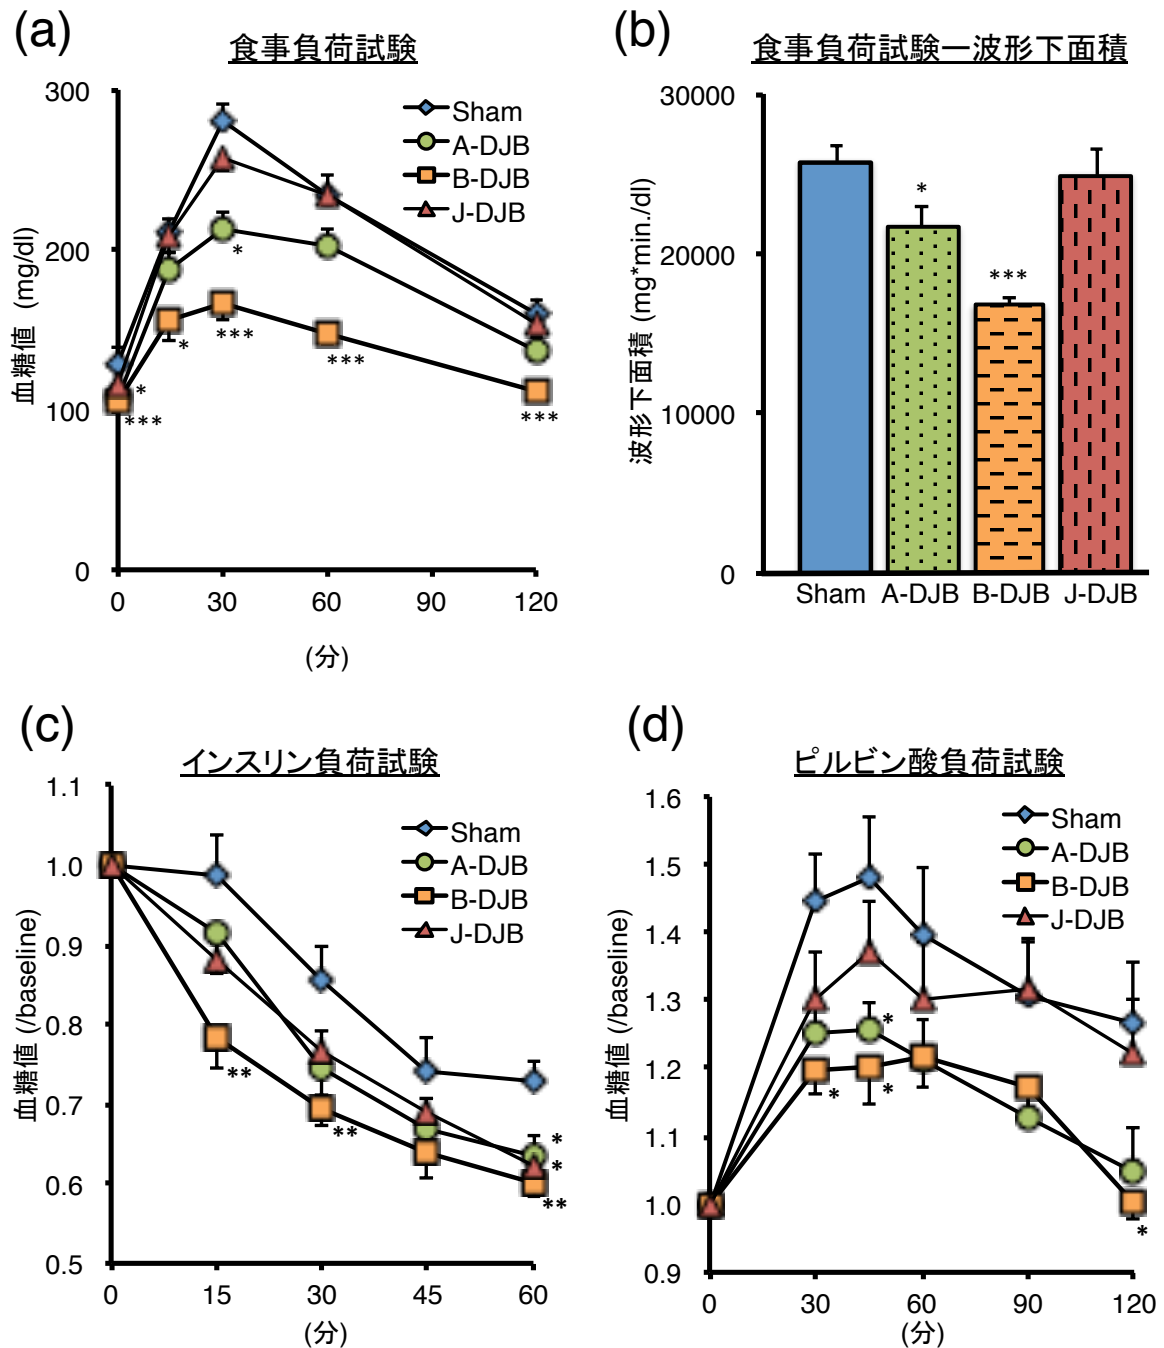 (a)
食事負荷試験
血糖値 (mg/dl)
300
200
100
0
Sham
A-DJB
B-DJB
J-DJB
*
***
*
*
***
***
***
0 30 60 90 120
(分)
(b)
食事負荷試験ー波形下面積
波形下面積 (mg*min./dl)
30000
20000
10000
0
*
***
Sham A-DJB B-DJB J-DJB
(c)
インスリン負荷試験
血糖値 (/baseline)
1.1
1.0
0.9
0.8
0.7
0.6
0.5
Sham
A-DJB
B-DJB
J-DJB
**
**
*
*
**
0 15 30 45 60
(分)
(d)
ピルビン酸負荷試験
血糖値 (/baseline)
1.6
1.5
1.4
1.3
1.2
1.1
1.0
0.9
Sham
A-DJB
B-DJB
J-DJB
*
*
*
*
0 30 60 90 120
(分)